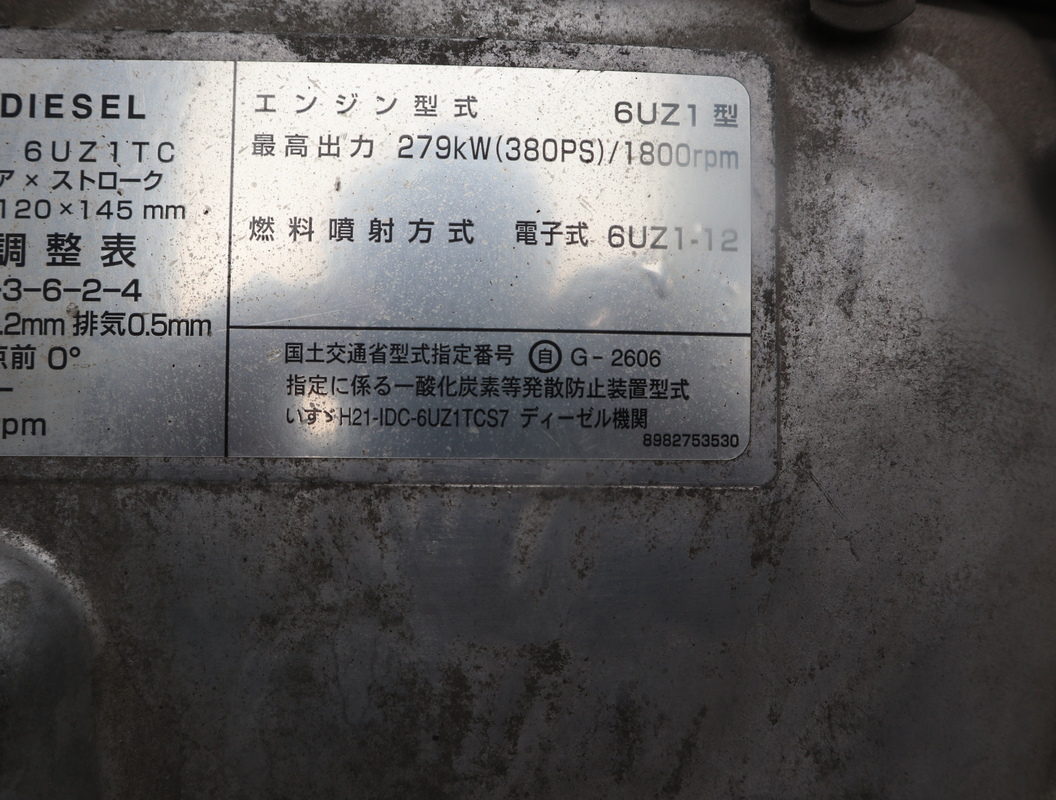 DIESEL
6UZ1TC
ア×ストローク
120×145 mm
調整表
-3-6-2-4
.2mm 排気0.5mm
点前 0°
pm
エンジン型式 6UZ1型
最高出力 279kW(380PS)/1800rpm
燃料噴射方式 電子式 6UZ1-12
国土交通省型式指定番号 自 G-2606
指定に係る一酸化炭素等発散防止装置型式
いすゞH21-IDC-6UZ1TCS7 ディーゼル機関
8982753530